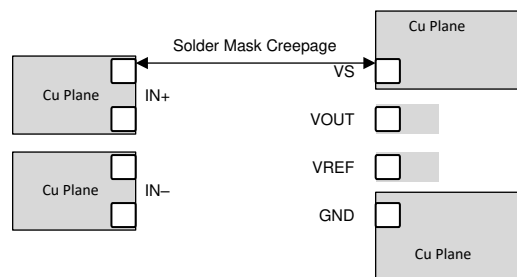 Cu Plane
Solder Mask Creepage
VS
Cu Plane
IN+
VOUT
VREF
Cu Plane
IN–
GND
Cu Plane